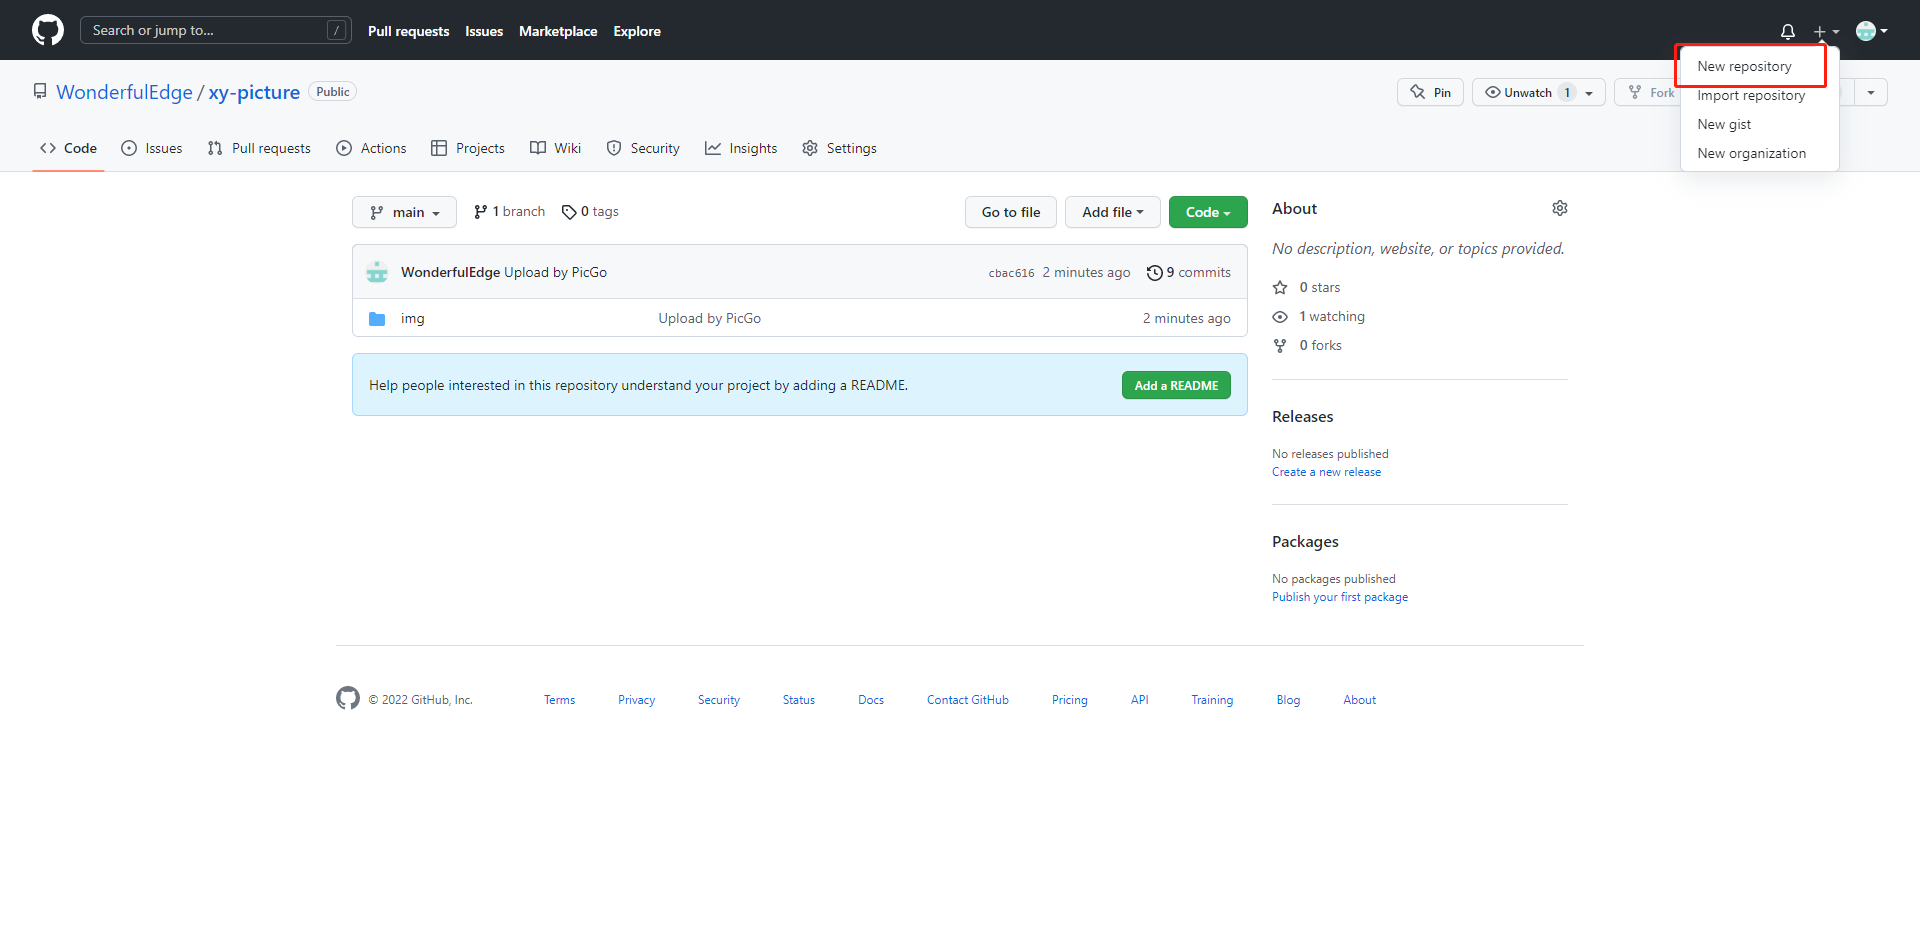 Search or jump to... / Pull requests Issues Marketplace Explore
New repository
Import repository
New gist
New organization
WonderfulEdge / xy-picture Public Pin Unwatch 1 Fork
Code Issues Pull requests Actions Projects Wiki Security Insights Settings
main 1 branch 0 tags Go to file Add file Code
WonderfulEdge Upload by PicGo cbac616 2 minutes ago 9 commits
img Upload by PicGo 2 minutes ago
Help people interested in this repository understand your project by adding a README. Add a README
About
No description, website, or topics provided.
0 stars
1 watching
0 forks
Releases
No releases published
Create a new release
Packages
No packages published
Publish your first package
© 2022 GitHub, Inc. Terms Privacy Security Status Docs Contact GitHub Pricing API Training Blog About